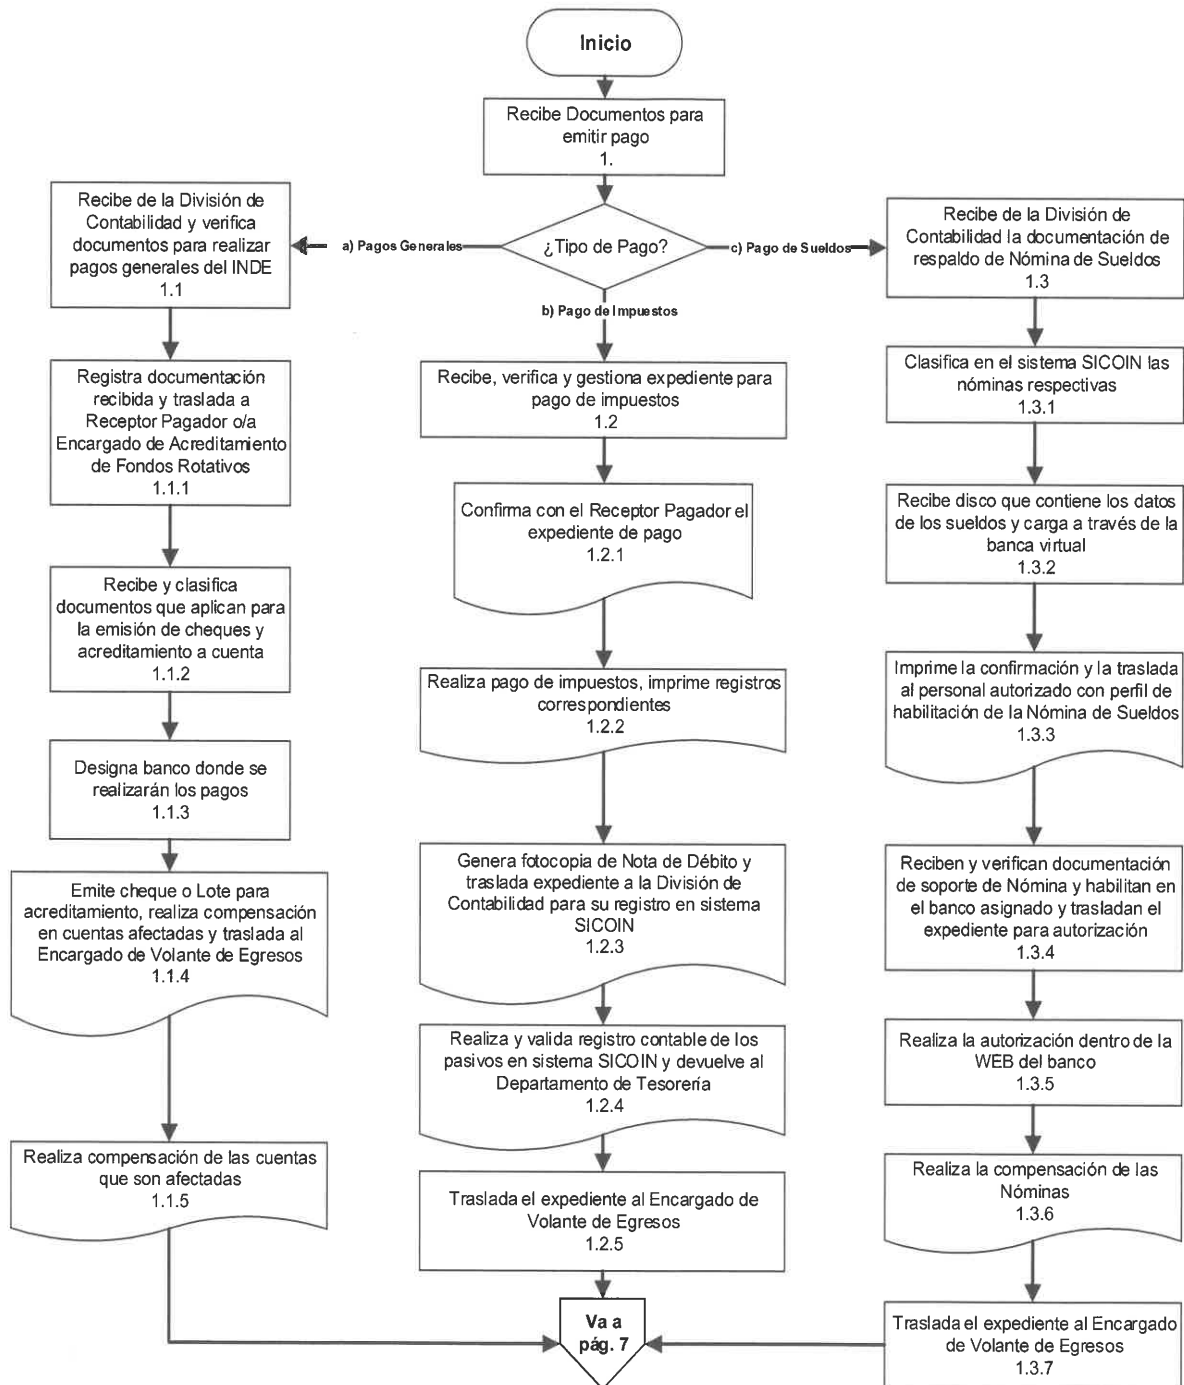 Inicio
Recibe Documentos para
emitir pago
1.
¿Tipo de Pago?
a) Pagos Generales
b) Pago de Impuestos
c) Pago de Sueldos
Recibe de la División de
Contabilidad y verifica
documentos para realizar
pagos generales del INDE
1.1
Registra documentación
recibida y traslada a
Receptor Pagador o/a
Encargado de Acreditamiento
de Fondos Rotativos
1.1.1
Recibe y clasifica
documentos que aplican para
la emisión de cheques y
acreditamiento a cuenta
1.1.2
Designa banco donde se
realizarán los pagos
1.1.3
Emite cheque o Lote para
acreditamiento, realiza compensación
en cuentas afectadas y traslada al
Encargado de Volante de Egresos
1.1.4
Realiza compensación de las cuentas
que son afectadas
1.1.5
Recibe, verifica y gestiona expediente para
pago de impuestos
1.2
Confirma con el Receptor Pagador el
expediente de pago
1.2.1
Realiza pago de impuestos, imprime registros
correspondientes
1.2.2
Genera fotocopia de Nota de Débito y
traslada expediente a la División de
Contabilidad para su registro en sistema
SICOIN
1.2.3
Realiza y valida registro contable de los
pasivos en sistema SICOIN y devuelve al
Departamento de Tesorería
1.2.4
Traslada el expediente al Encargado de
Volante de Egresos
1.2.5
Recibe de la División de
Contabilidad la documentación de
respaldo de Nómina de Sueldos
1.3
Clasifica en el sistema SICOIN las
nóminas respectivas
1.3.1
Recibe disco que contiene los datos
de los sueldos y carga a través de la
banca virtual
1.3.2
Imprime la confirmación y la traslada
al personal autorizado con perfil de
habilitación de la Nómina de Sueldos
1.3.3
Reciben y verifican documentación
de soporte de Nómina y habilitan en
el banco asignado y trasladan el
expediente para autorización
1.3.4
Realiza la autorización dentro de la
WEB del banco
1.3.5
Realiza la compensación de las
Nóminas
1.3.6
Traslada el expediente al Encargado
de Volante de Egresos
1.3.7
Va a
pág. 7